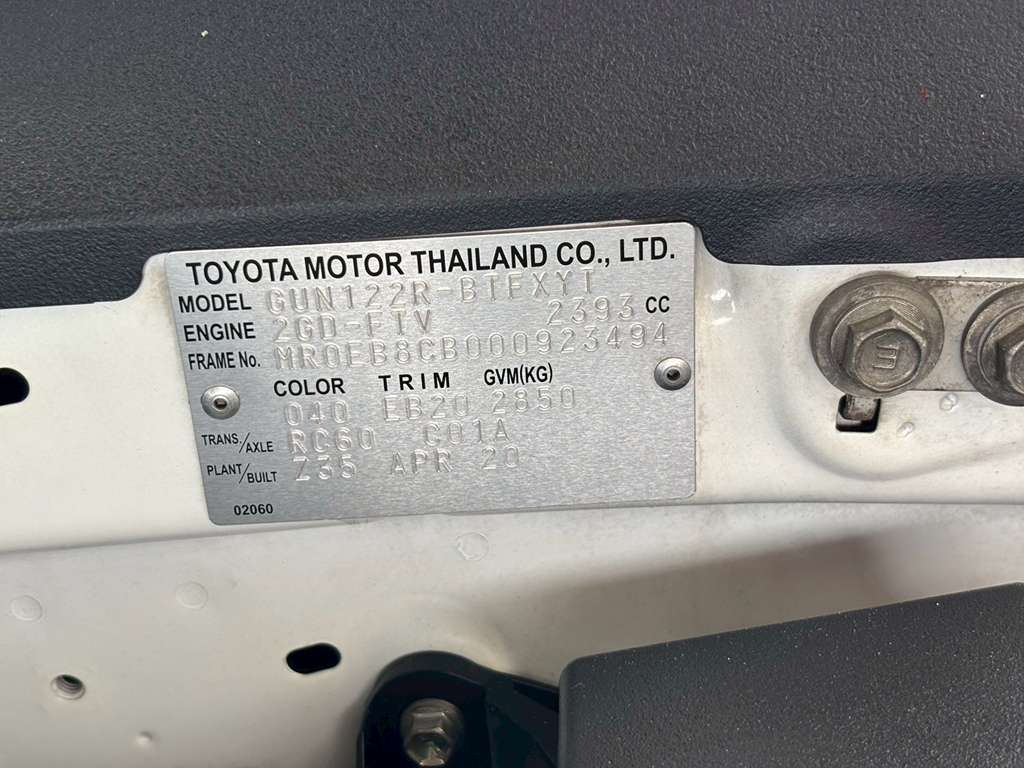 TOYOTA MOTOR THAILAND CO., LTD.
MODEL GUN122R-BTFXYT
ENGINE 2GD-FTV 2393 CC
FRAME No. MR0EB8CB000923494
COLOR TRIM GVM(KG)
040 EB20 2850
TRANS./AXLE RC60 C01A
PLANT/BUILT Z35 APR 20
02060